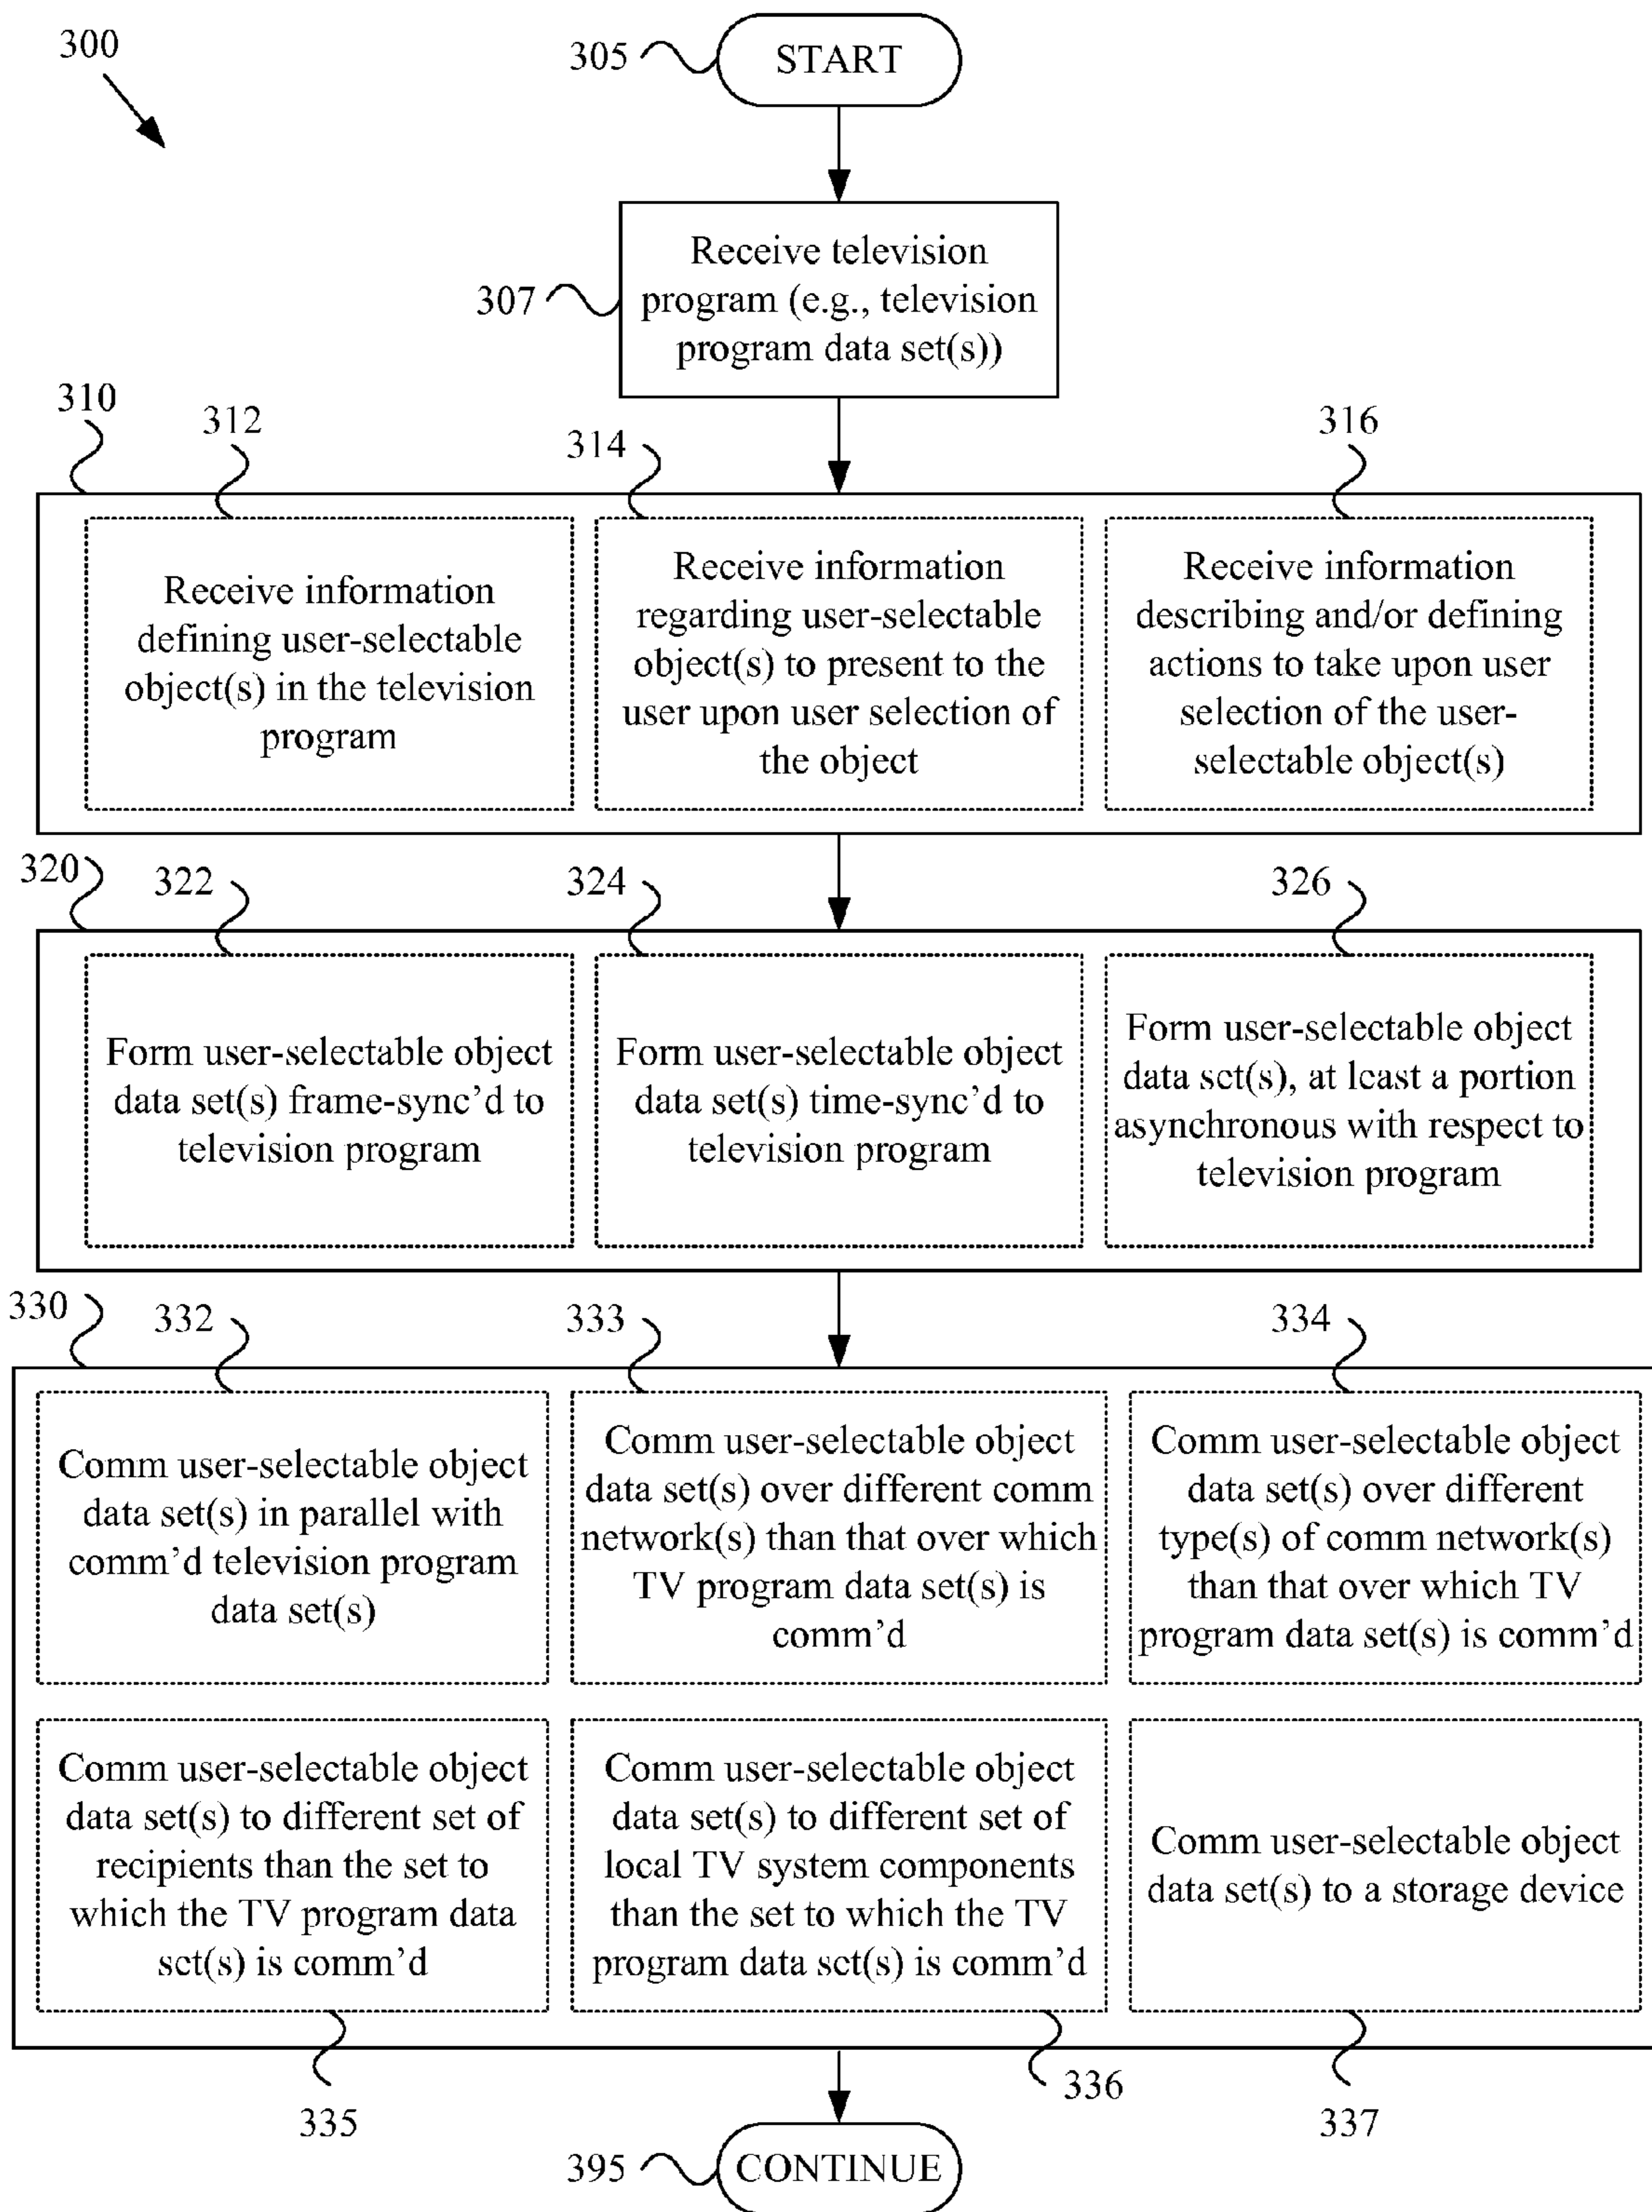 300
305
START
307
Receive television
program (e.g., television
program data set(s))
310
312
314
316
Receive information
defining user-selectable
object(s) in the television
program
Receive information
regarding user-selectable
object(s) to present to the
user upon user selection of
the object
Receive information
describing and/or defining
actions to take upon user
selection of the user-
selectable object(s)
320
322
324
326
Form user-selectable object
data set(s) frame-sync’d to
television program
Form user-selectable object
data set(s) time-sync’d to
television program
Form user-selectable object
data set(s), at least a portion
asynchronous with respect to
television program
330
332
333
334
Comm user-selectable object
data set(s) in parallel with
comm’d television program
data set(s)
Comm user-selectable object
data set(s) over different comm
network(s) than that over which
TV program data set(s) is
comm’d
Comm user-selectable object
data set(s) over different
type(s) of comm network(s)
than that over which TV
program data set(s) is comm’d
Comm user-selectable object
data set(s) to different set of
recipients than the set to
which the TV program data
set(s) is comm’d
Comm user-selectable object
data set(s) to different set of
local TV system components
than the set to which the TV
program data set(s) is comm’d
Comm user-selectable object
data set(s) to a storage device
335
336
337
395
CONTINUE